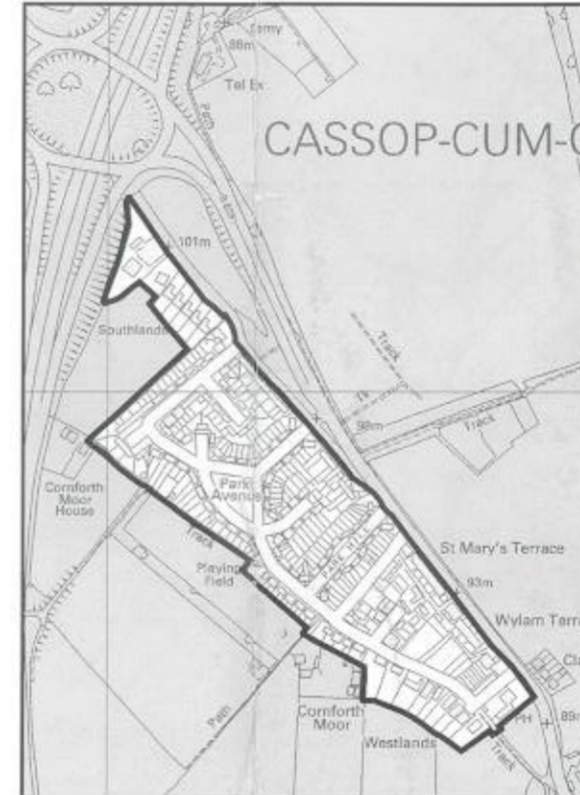 88m
Tel Ex
Path
CASSOP-CUM-
101m
Southlands
Track
98m
Track
Cornforth
Moor
House
Park
Avenue
Track
Playing
Field
St Mary's Terrace
93m
Wylam Terra
Path
Cornforth
Moor
Westlands
PH
89m
Track